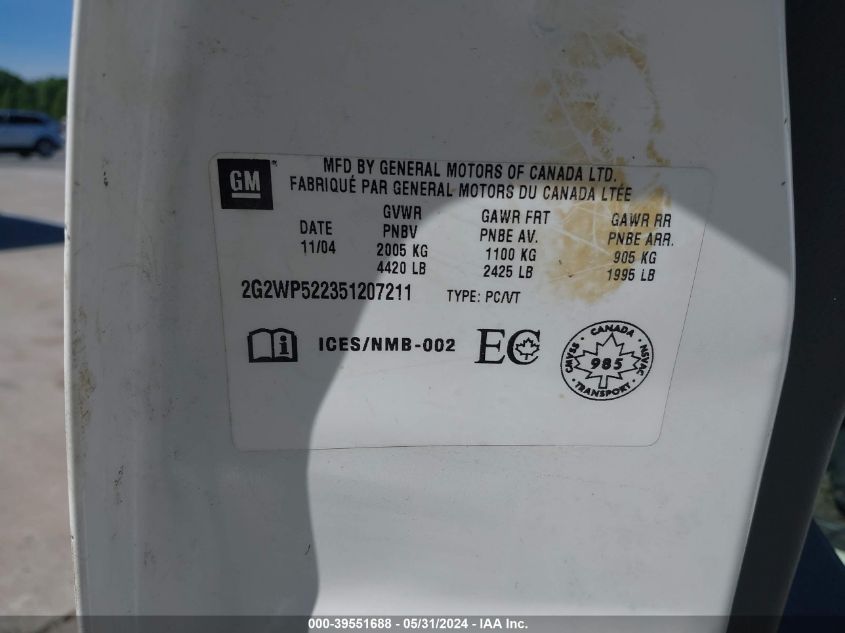 GM
MFD BY GENERAL MOTORS OF CANADA LTD.
FABRIQUÉ PAR GENERAL MOTORS DU CANADA LTÉE
DATE
11/04
GVWR
PNBV
2005 KG
4420 LB
GAWR FRT
PNBE AV.
1100 KG
2425 LB
GAWR RR
PNBE ARR.
905 KG
1995 LB
2G2WP522351207211 TYPE: PC/VT
i ICES/NMB-002 EC
CANADA
CMVSS 985 NSVAC
TRANSPORT
000-39551688 - 05/31/2024 - IAA Inc.